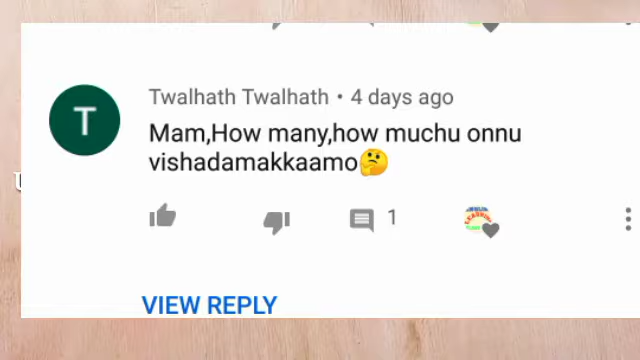 Twalhath Twalhath • 4 days ago
Mam,How many,how muchu onnu
vishadamakkaamo🤔
1
VIEW REPLY